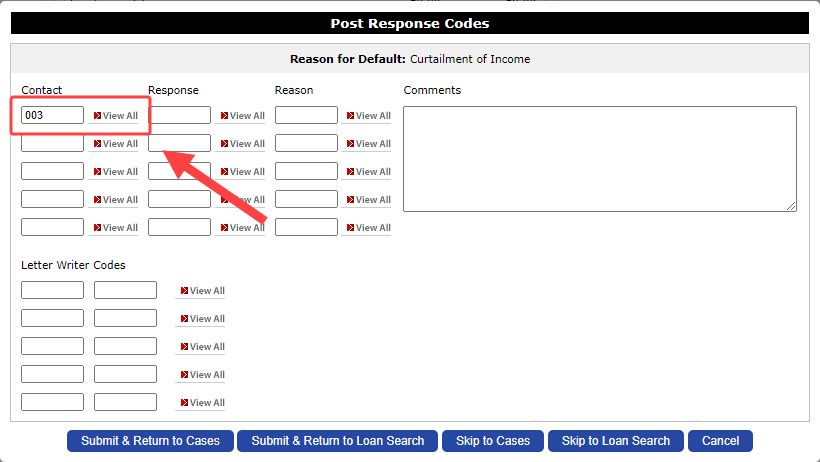 Post Response Codes
Reason for Default: Curtailment of Income
Contact Response Reason Comments
003 View All View All View All
View All View All View All
View All View All View All
View All View All View All
View All View All View All
Letter Writer Codes
View All
View All
View All
View All
View All
Submit & Return to Cases Submit & Return to Loan Search Skip to Cases Skip to Loan Search Cancel